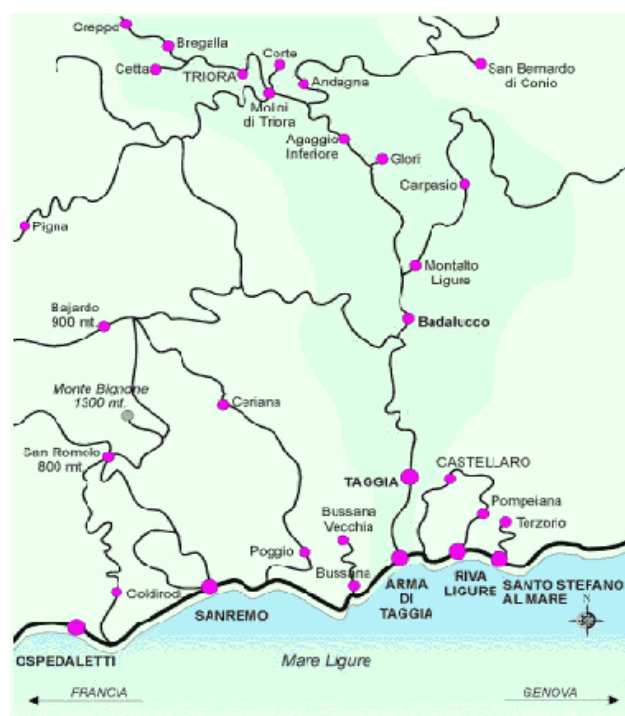 Creppo
Bregalla
Cetta
TRIORA
Corte
Andagna
San Bernardo
di Conio
Molini
di Triora
Agaggio
Inferiore
Glori
Carpasio
Pigna
Montalto
Ligure
Bajardo
900 mt.
Badalucco
Monte Bignone
1300 mt.
Ceriana
San Romolo
800 mt.
CASTELLARO
TAGGIA
Pompeiana
Bussana
Vecchia
Terzorio
Poggio
Bussana
Coldirodi
SANREMO
ARMA
DI
TAGGIA
RIVA
LIGURE
SANTO STEFANO
AL MARE
N
OSPEDALETTI
Mare Ligure
FRANCIA
GENOVA